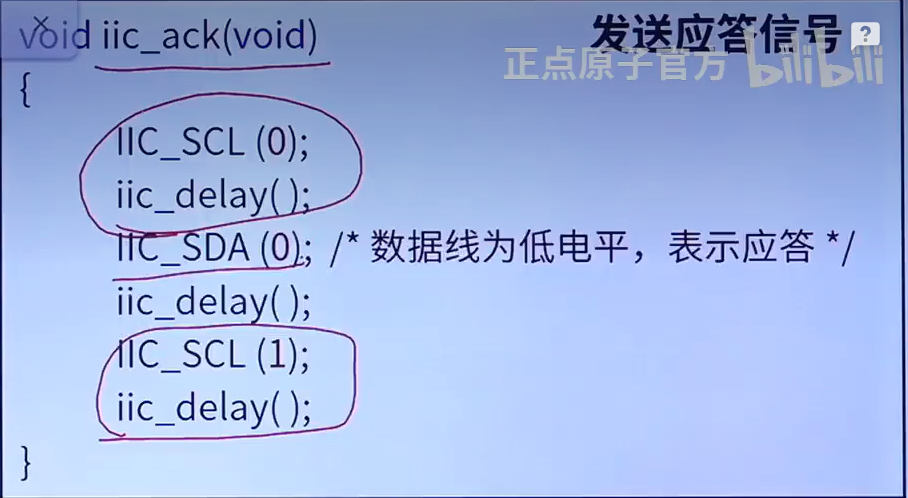 void iic_ack(void)
发送应答信号
?
正点原子官方 bilibili
{
IIC_SCL (0);
iic_delay( );
IIC_SDA (0); /* 数据线为低电平，表示应答 */
iic_delay( );
IIC_SCL (1);
iic_delay( );
}